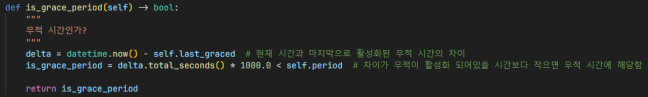 def is_grace_period(self) -> bool:
"""
무적 시간인가?
"""
delta = datetime.now() - self.last_graced  # 현재 시간과 마지막으로 활성화된 무적 시간의 차이
is_grace_period = delta.total_seconds() * 1000.0 < self.period  # 차이가 무적이 활성화 되어있을 시간보다 작으면 무적 시간에 해당함
return is_grace_period